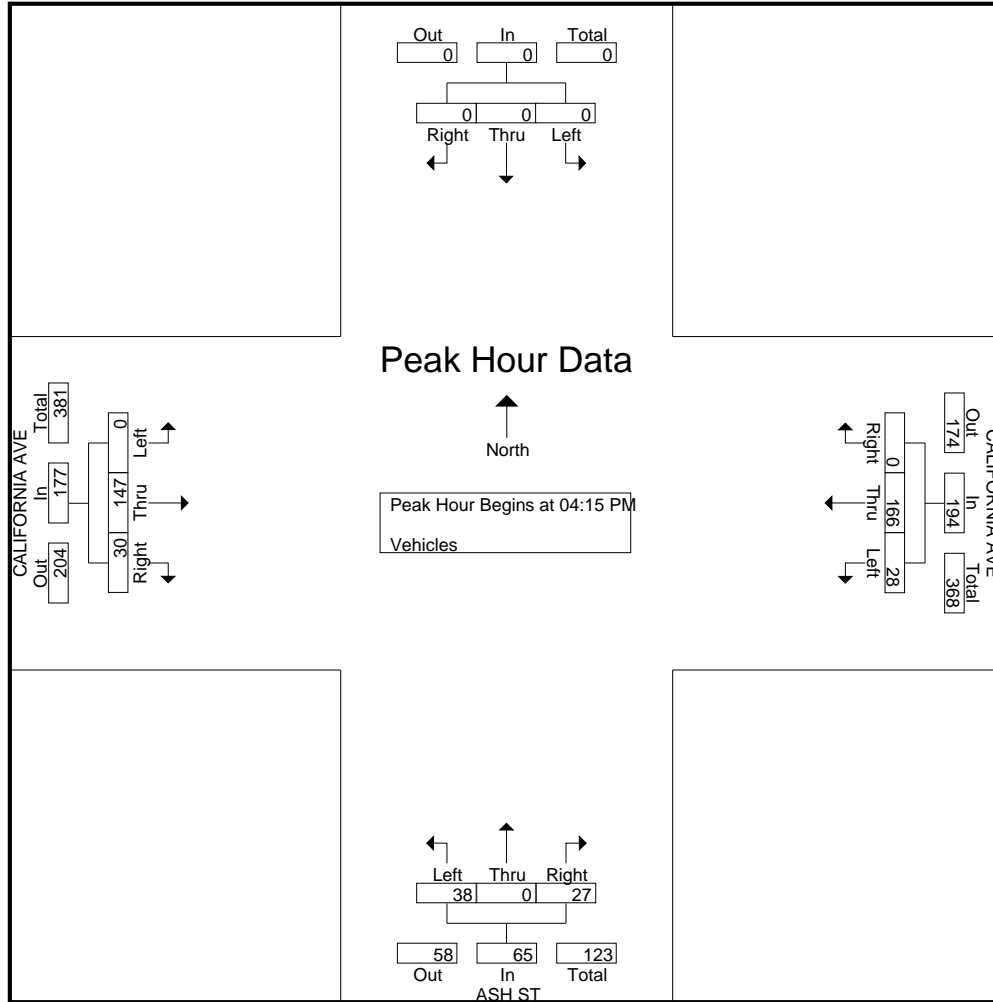 Out In Total
0 0 0
0 0 0
Right Thru Left
Peak Hour Data
North
Peak Hour Begins at 04:15 PM
Vehicles
CALIFORNIA AVE
Out In Total
204 177 381
30 147 0
Right Thru Left
CALIFORNIA AVE
Out In Total
174 194 368
0 166 28
Right Thru Left
Left Thru Right
38 0 27
58 65 123
Out In Total
ASH ST